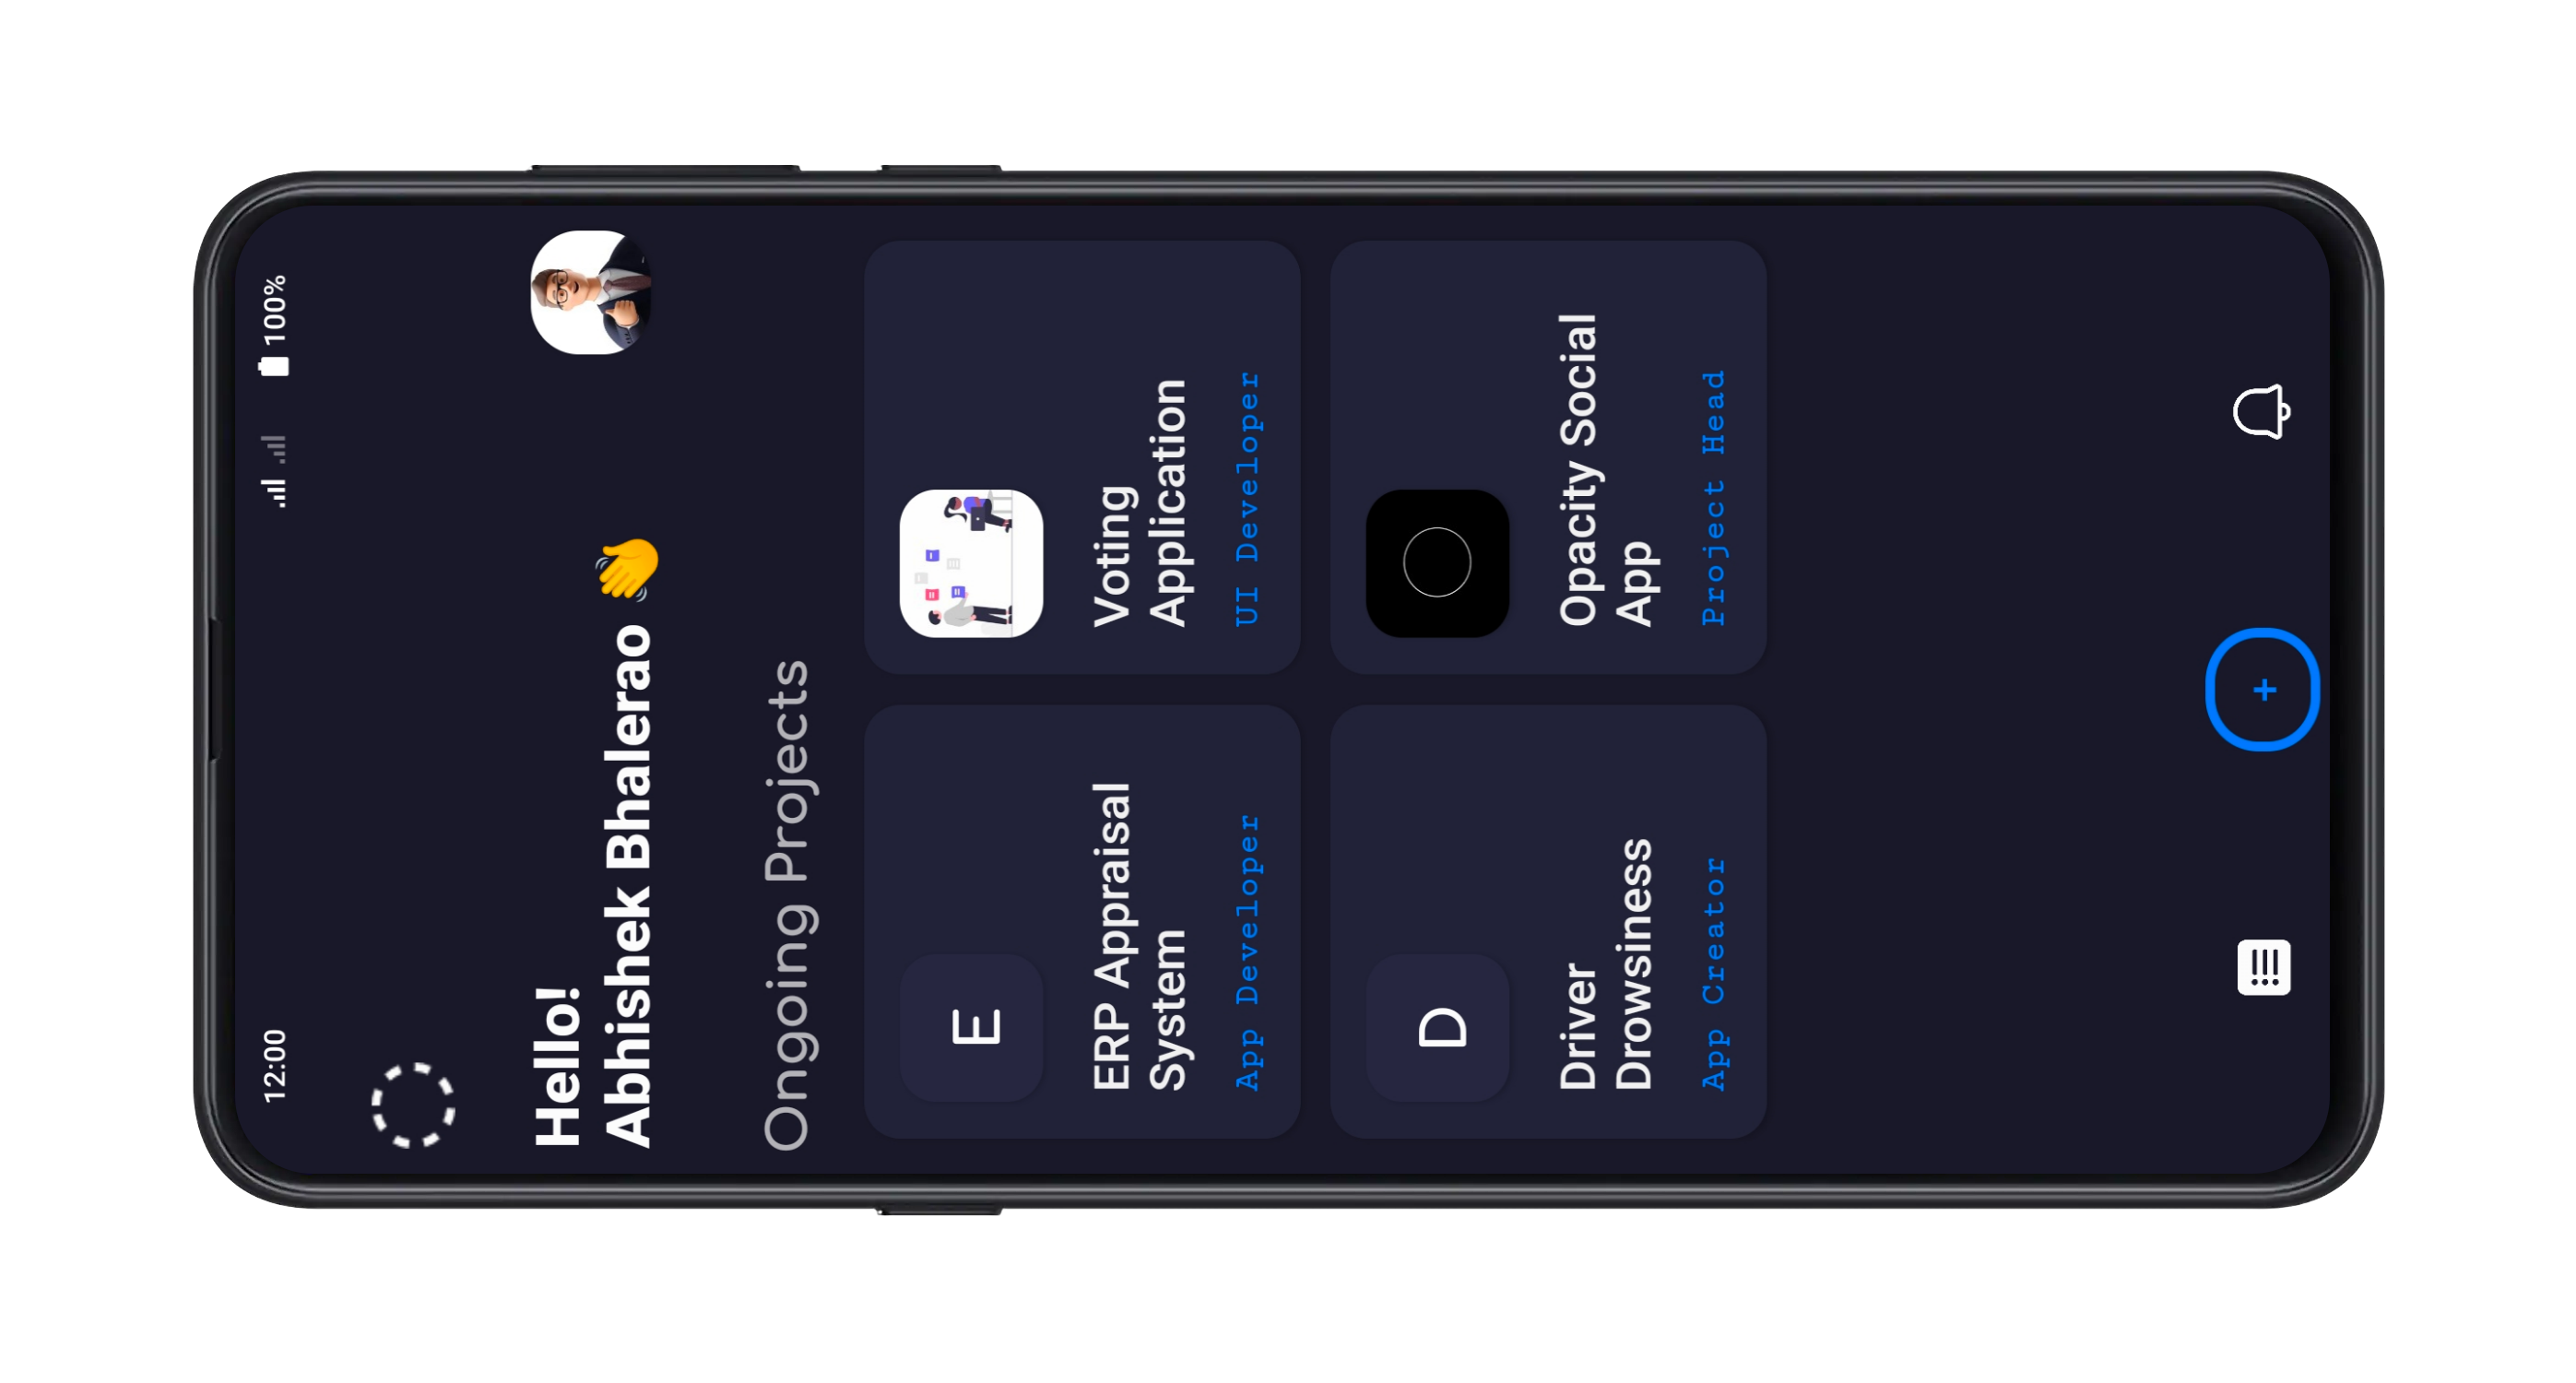 12:00
100%
Hello!
Abhishek Bhalerao 👋
Ongoing Projects
E
ERP Appraisal
System
App Developer
Voting
Application
UI Developer
D
Driver
Drowsiness
App Creator
Opacity Social
App
Project Head
+